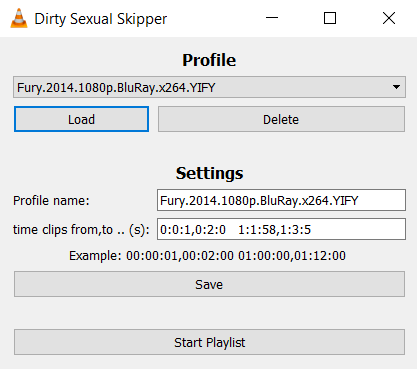 Dirty Sexual Skipper
Profile
Fury.2014.1080p.BluRay.x264.YIFY
Load Delete
Settings
Profile name: Fury.2014.1080p.BluRay.x264.YIFY
time clips from,to .. (s): 0:0:1,0:2:0 1:1:58,1:3:5
Example: 00:00:01,00:02:00 01:00:00,01:12:00
Save
Start Playlist